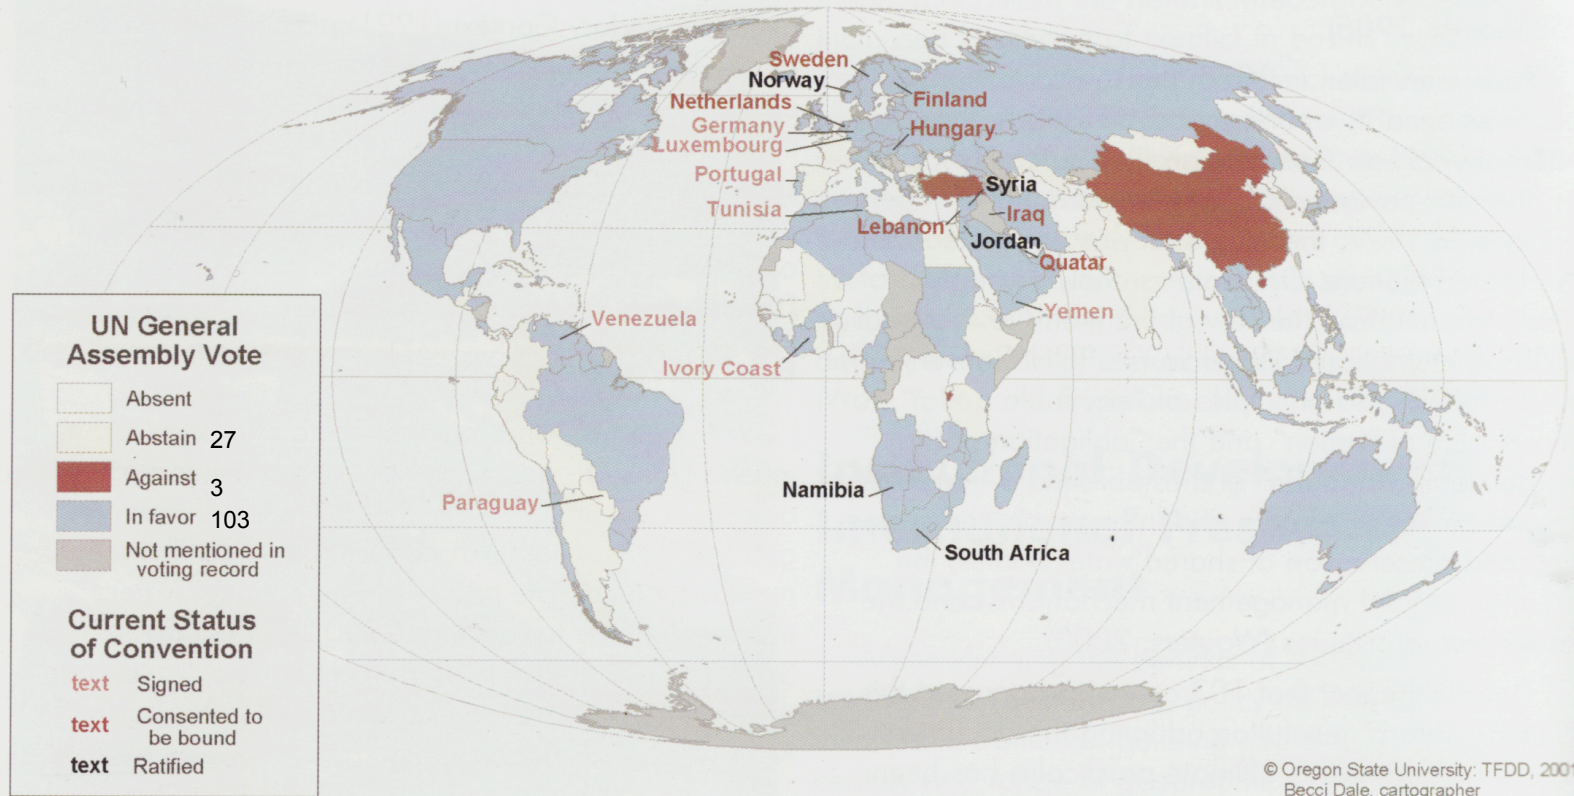 Sweden
Norway
Netherlands
Finland
Germany
Hungary
Luxembourg
Portugal
Syria
Tunisia
Iraq
Lebanon
Jordan
Quatar
Yemen
Venezuela
Ivory Coast
Paraguay
Namibia
South Africa
UN General
Assembly Vote
Absent
Abstain 27
Against 3
In favor 103
Not mentioned in
voting record
Current Status
of Convention
text Signed
text Consented to
be bound
text Ratified
© Oregon State University: TFDD, 2001
Becci Dale, cartographer